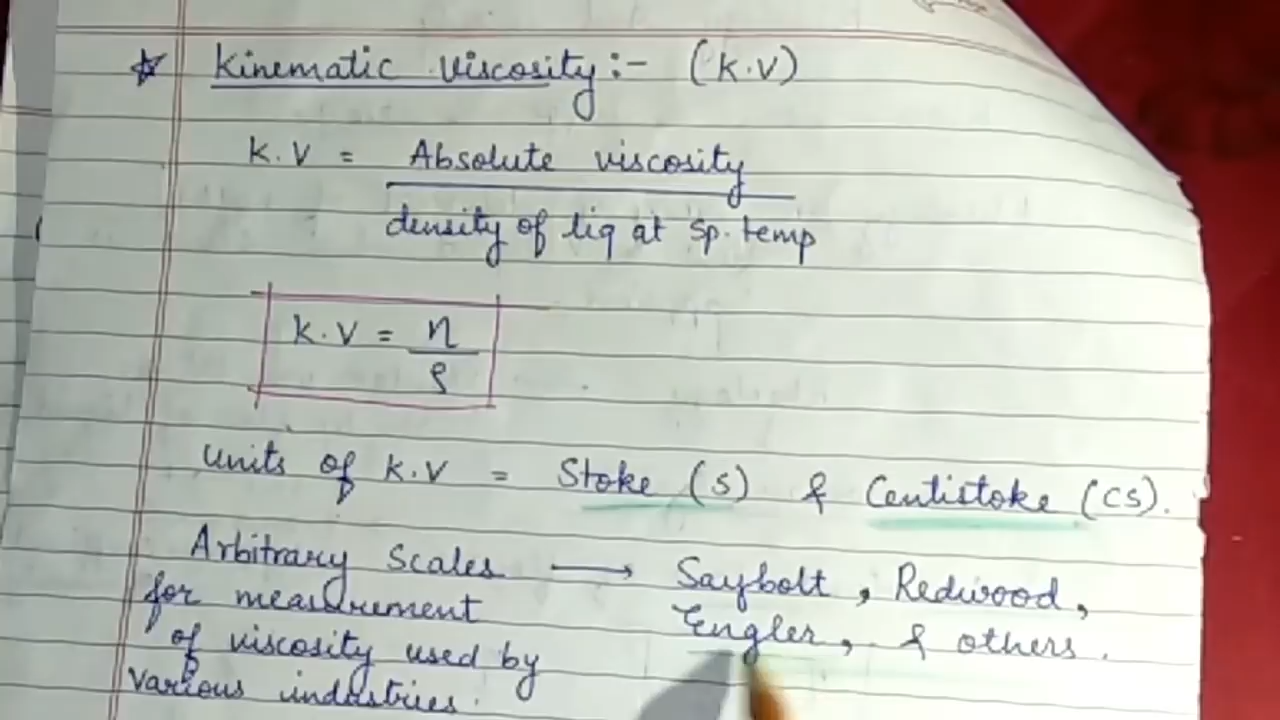 ☆ Kinematic viscosity :- (K.V)
K.V = Absolute viscosity
density of liq at sp. temp
K.V = η
ρ
Units of K.V = Stoke (S) & Centistoke (CS).
Arbitrary Scales → Saybolt, Redwood,
for measurement Engler, & others.
of viscosity used by
various industries.